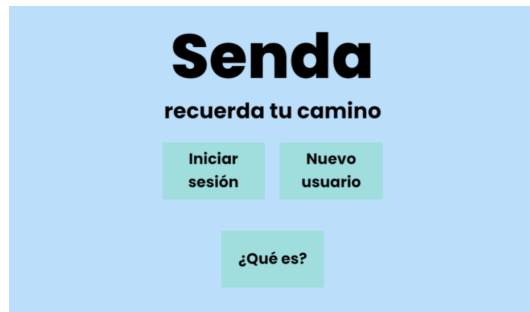 Senda
recuerda tu camino
Iniciar
sesión
Nuevo
usuario
¿Qué es?